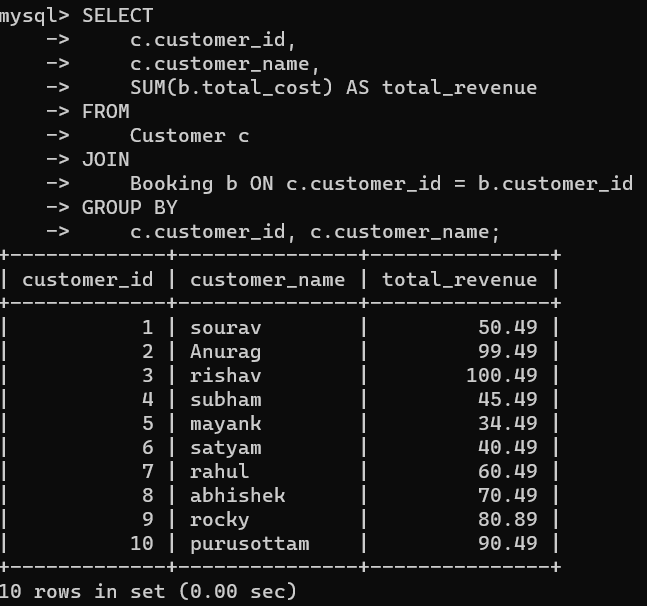 mysql> SELECT
    ->     c.customer_id,
    ->     c.customer_name,
    ->     SUM(b.total_cost) AS total_revenue
    -> FROM
    ->     Customer c
    -> JOIN
    ->     Booking b ON c.customer_id = b.customer_id
    -> GROUP BY
    ->     c.customer_id, c.customer_name;
+-------------+---------------+---------------+
| customer_id | customer_name | total_revenue |
+-------------+---------------+---------------+
|           1 | sourav        |         50.49 |
|           2 | Anurag        |         99.49 |
|           3 | rishav        |        100.49 |
|           4 | subham        |         45.49 |
|           5 | mayank        |         34.49 |
|           6 | satyam        |         40.49 |
|           7 | rahul         |         60.49 |
|           8 | abhishek      |         70.49 |
|           9 | rocky         |         80.89 |
|          10 | purusottam    |         90.49 |
+-------------+---------------+---------------+
10 rows in set (0.00 sec)